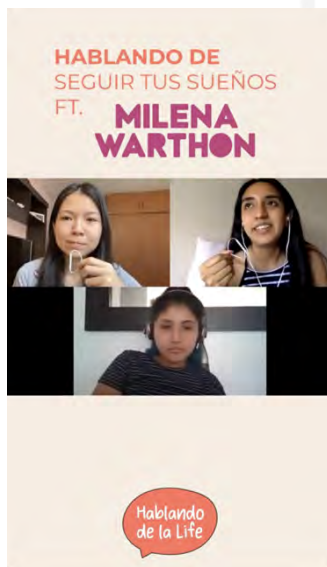 HABLANDO DE
SEGUIR TUS SUEÑOS
FT. MILENA
WARTHON
Hablando
de la Life